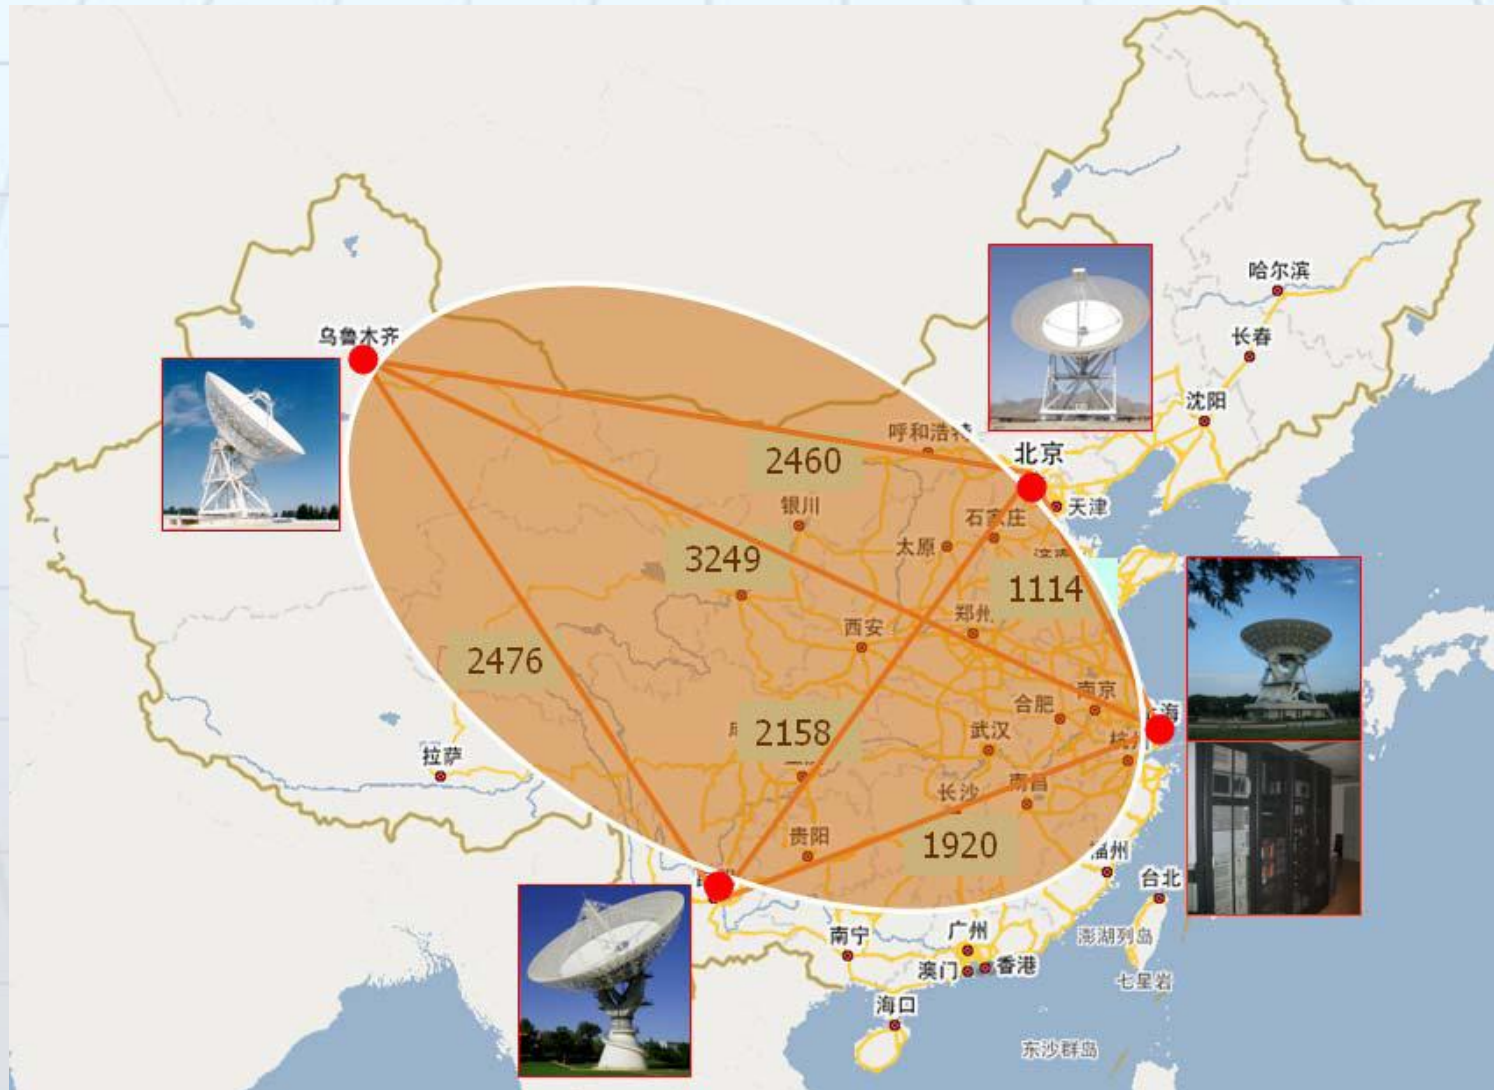 哈尔滨
长春
乌鲁木齐
沈阳
呼和浩特
北京
2460
银川
天津
石家庄
太原
3249
1114
郑州
西安
2476
南京
合肥
2158
武汉
杭州
拉萨
南昌
长沙
贵阳
1920
福州
台北
南宁
广州
澎湖列岛
澳门
香港
七星岩
海口
东沙群岛